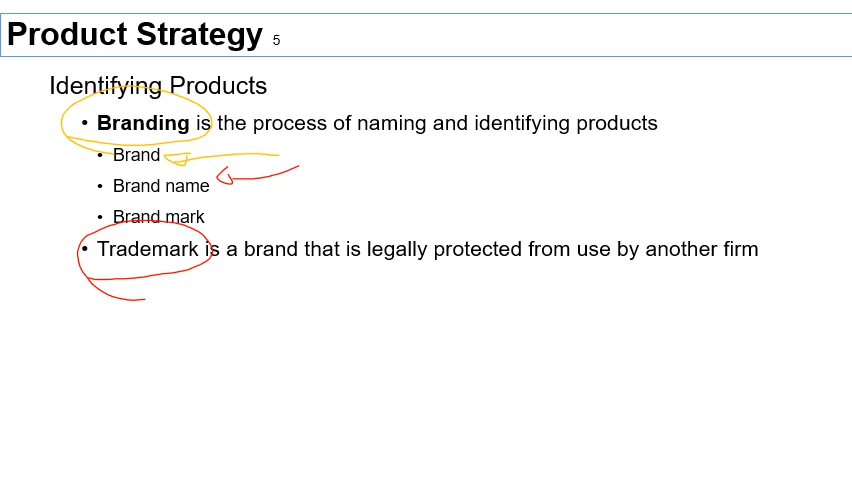 Product Strategy 5
Identifying Products
• Branding is the process of naming and identifying products
• Brand
• Brand name
• Brand mark
• Trademark is a brand that is legally protected from use by another firm